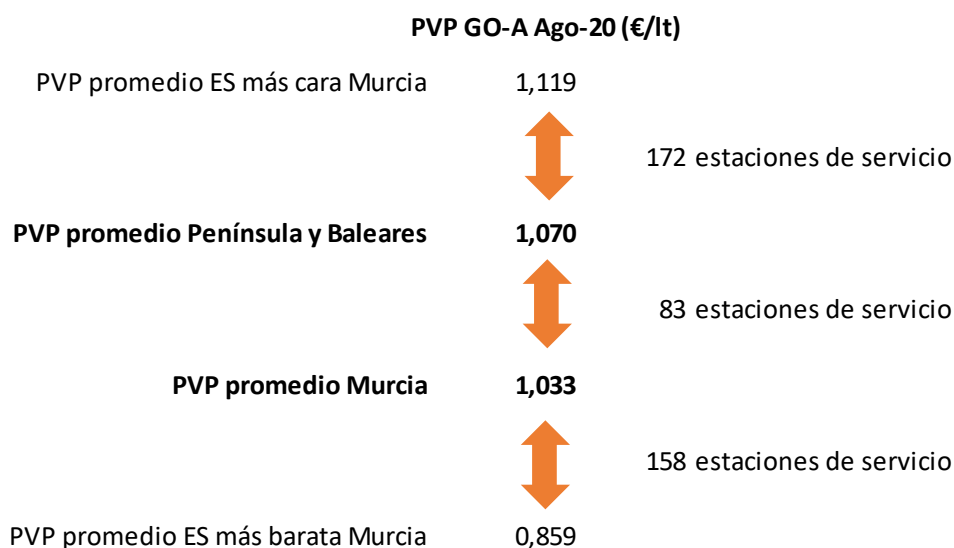 PVP GO-A Ago-20 (€/lt)
PVP promedio ES más cara Murcia 1,119
172 estaciones de servicio
PVP promedio Península y Baleares 1,070
83 estaciones de servicio
PVP promedio Murcia 1,033
158 estaciones de servicio
PVP promedio ES más barata Murcia 0,859